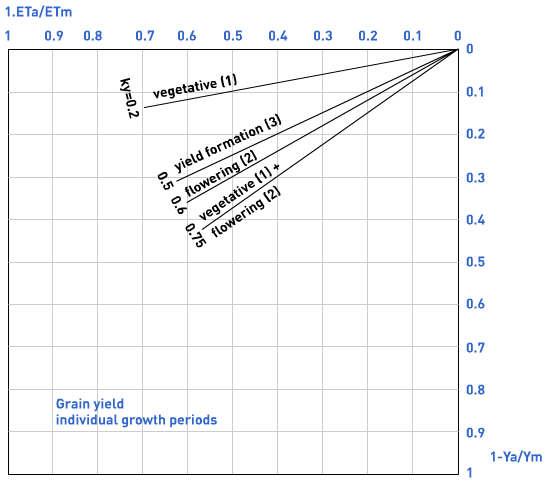 1.ETa/ETm
1 0.9 0.8 0.7 0.6 0.5 0.4 0.3 0.2 0.1 0
0
0.1
0.2
0.3
0.4
0.5
0.6
0.7
0.8
0.9
1
ky=0.2
vegetative (1)
yield formation (3)
0.5
flowering (2)
0.6
vegetative (1) +
flowering (2)
0.75
Grain yield
individual growth periods
1-Ya/Ym